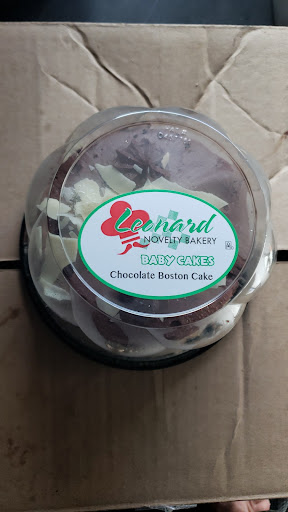 Leonard
NOVELTY BAKERY
BABY CAKES
Chocolate Boston Cake